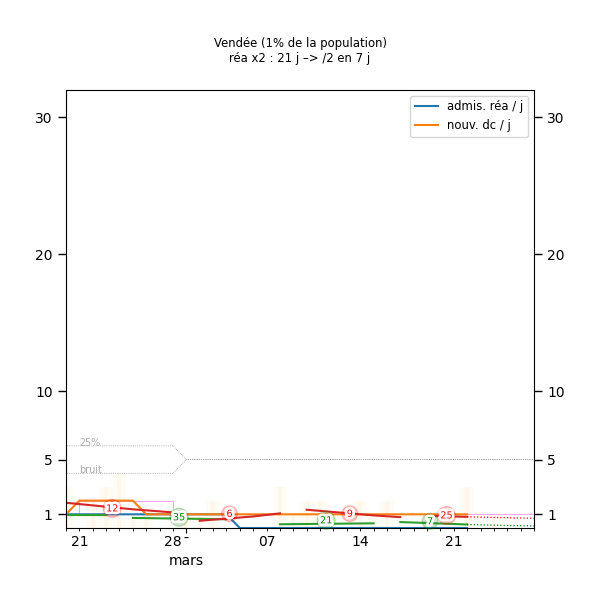 Vendée (1% de la population)
réa x2 : 21 j –> /2 en 7 j
admis. réa / j
nouv. dc / j
30 30
20 20
10 10
25%
5 5
bruit
12 35 6 21 9 7 25
1 1
21 28 - 07 14 21
mars